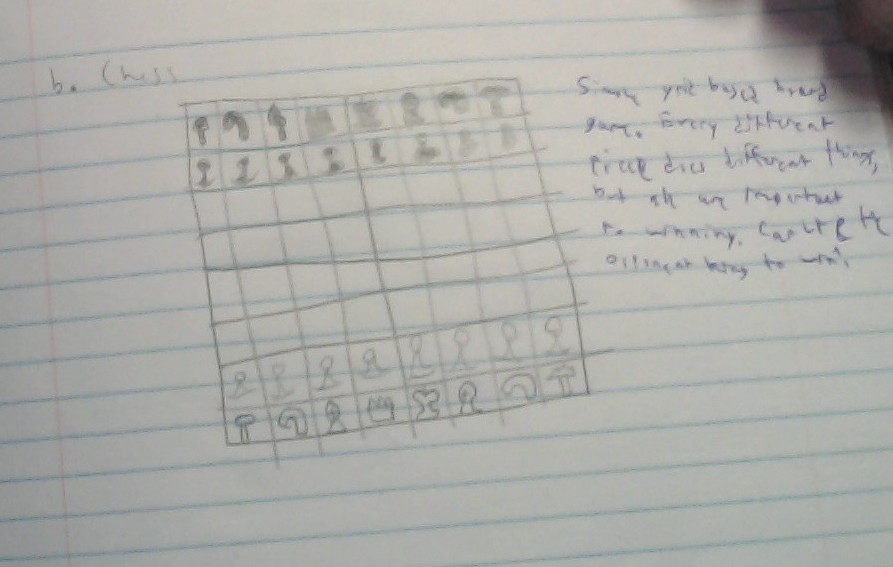 b. Chess
Simple grid based board
game. Every different
Piece does different things,
but all are important
to winning. Capture the
opponent king to win.